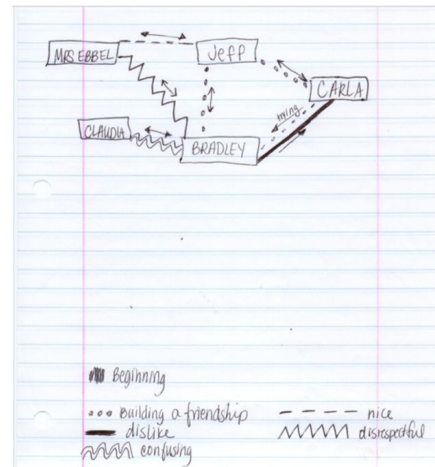 MRS EBBEL
Jeff
CARLA
trying
CLAUDIA
BRADLEY
Beginning
Building a friendship
nice
dislike
disrespectful
confusing